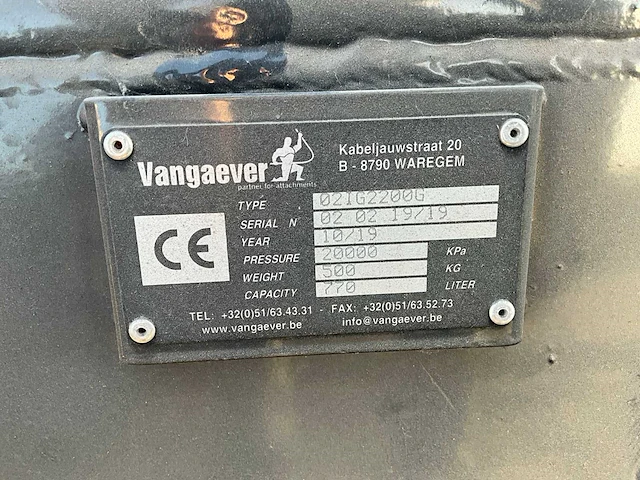 Vangaever
partner for attachments
Kabeljauwstraat 20
B - 8790 WAREGEM
CE
TYPE . 021G2200G
SERIAL N 02 02 19/19
YEAR 10/19
PRESSURE 20000 KPa
WEIGHT 500 KG
CAPACITY 770 LITER
TEL: +32(0)51/63.43.31 - FAX: +32(0)51/63.52.73
www.vangaever.be info@vangaever.be